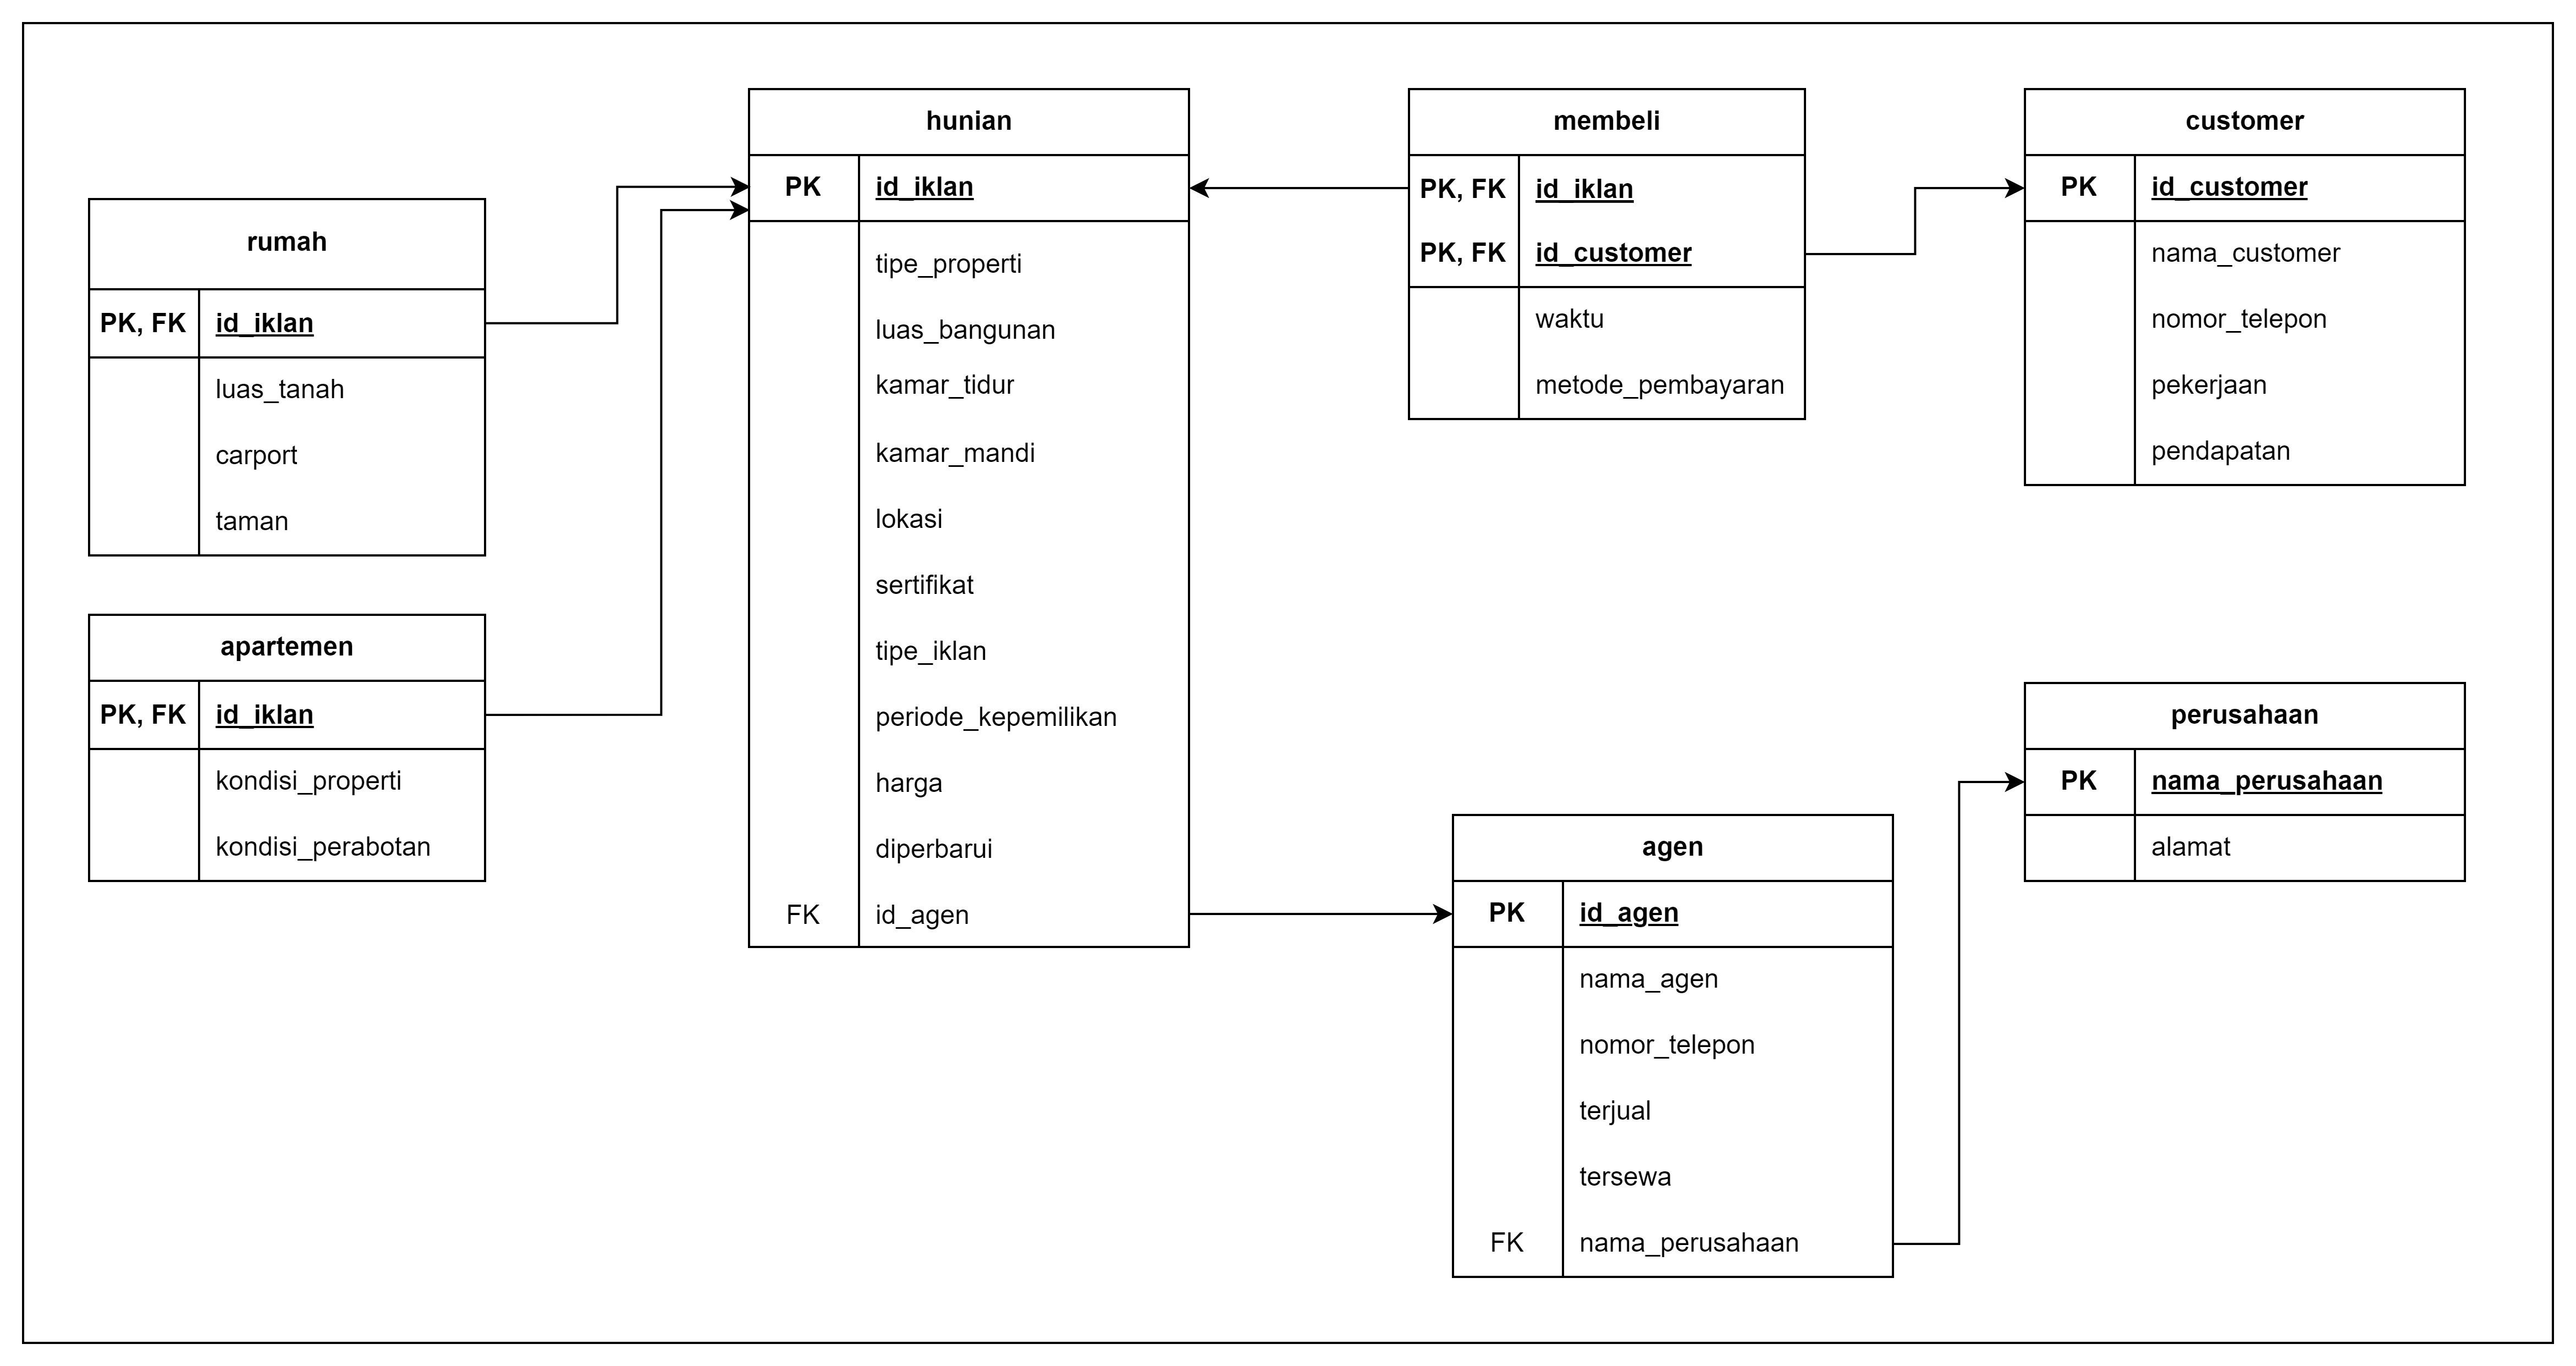 rumah
PK, FK id_iklan
luas_tanah
carport
taman
apartemen
PK, FK id_iklan
kondisi_properti
kondisi_perabotan
hunian
PK id_iklan
tipe_properti
luas_bangunan
kamar_tidur
kamar_mandi
lokasi
sertifikat
tipe_iklan
periode_kepemilikan
harga
diperbarui
FK id_agen
membeli
PK, FK id_iklan
PK, FK id_customer
waktu
metode_pembayaran
customer
PK id_customer
nama_customer
nomor_telepon
pekerjaan
pendapatan
agen
PK id_agen
nama_agen
nomor_telepon
terjual
tersewa
FK nama_perusahaan
perusahaan
PK nama_perusahaan
alamat